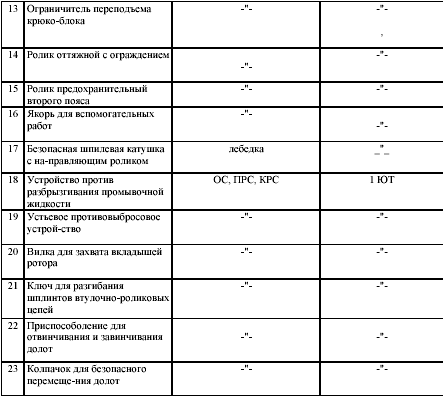 13 Ограничитель переподъема -"- -"-
крюко-блока
,
14 Ролик оттяжной с ограждением -"-
-"-
15 Ролик предохранительный -"- -"-
второго пояса
16 Якорь для вспомогательных -"-
работ -"-
17 Безопасная шпилевая катушка лебедка _"_
с на-правляющим роликом
18 Устройство против ОС, ПРС, КРС 1 ЮТ
разбрызгивания промывочной
жидкости
19 Устьевое противовыбросовое -"- -"-
устрой-ство
20 Вилка для захвата вкладышей -"- -"-
ротора
21 Ключ для разгибания -"- -"-
шплинтов втулочно-роликовых
цепей
22 Приспособоление для
отвинчивания и завинчивания -"- -"-
долот
23 Колпачок для безопасного -"- -"-
перемеще-ния долот